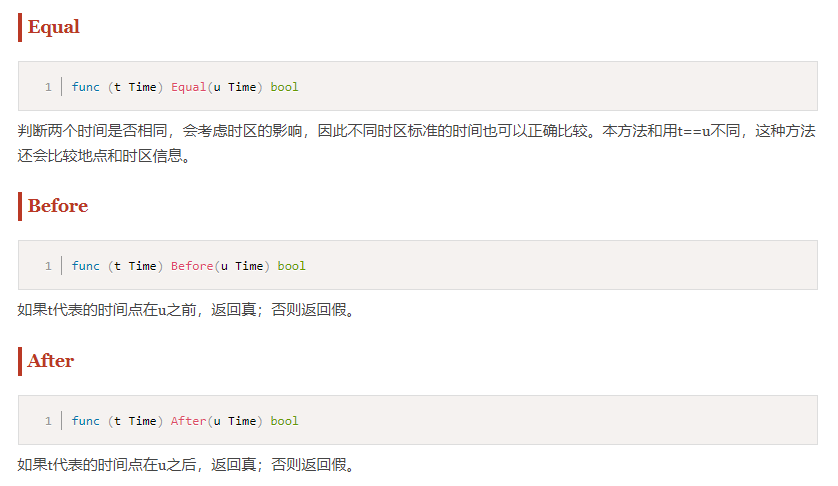 Equal
1 func (t Time) Equal(u Time) bool
判断两个时间是否相同，会考虑时区的影响，因此不同时区标准的时间也可以正确比较。本方法和用t==u不同，这种方法
还会比较地点和时区信息。
Before
1 func (t Time) Before(u Time) bool
如果t代表的时间点在u之前，返回真；否则返回假。
After
1 func (t Time) After(u Time) bool
如果t代表的时间点在u之后，返回真；否则返回假。